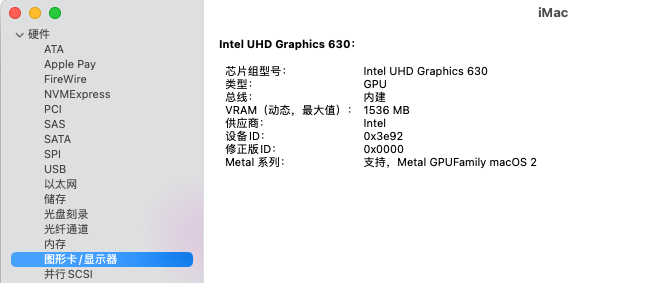 iMac
硬件
ATA
Apple Pay
FireWire
NVMExpress
PCI
SAS
SATA
SPI
USB
以太网
储存
光盘刻录
光纤通道
内存
图形卡/显示器
并行 SCSI
Intel UHD Graphics 630：
芯片组型号： Intel UHD Graphics 630
类型： GPU
总线： 内建
VRAM（动态，最大值）： 1536 MB
供应商： Intel
设备 ID： 0x3e92
修正版 ID： 0x0000
Metal 系列： 支持，Metal GPUFamily macOS 2